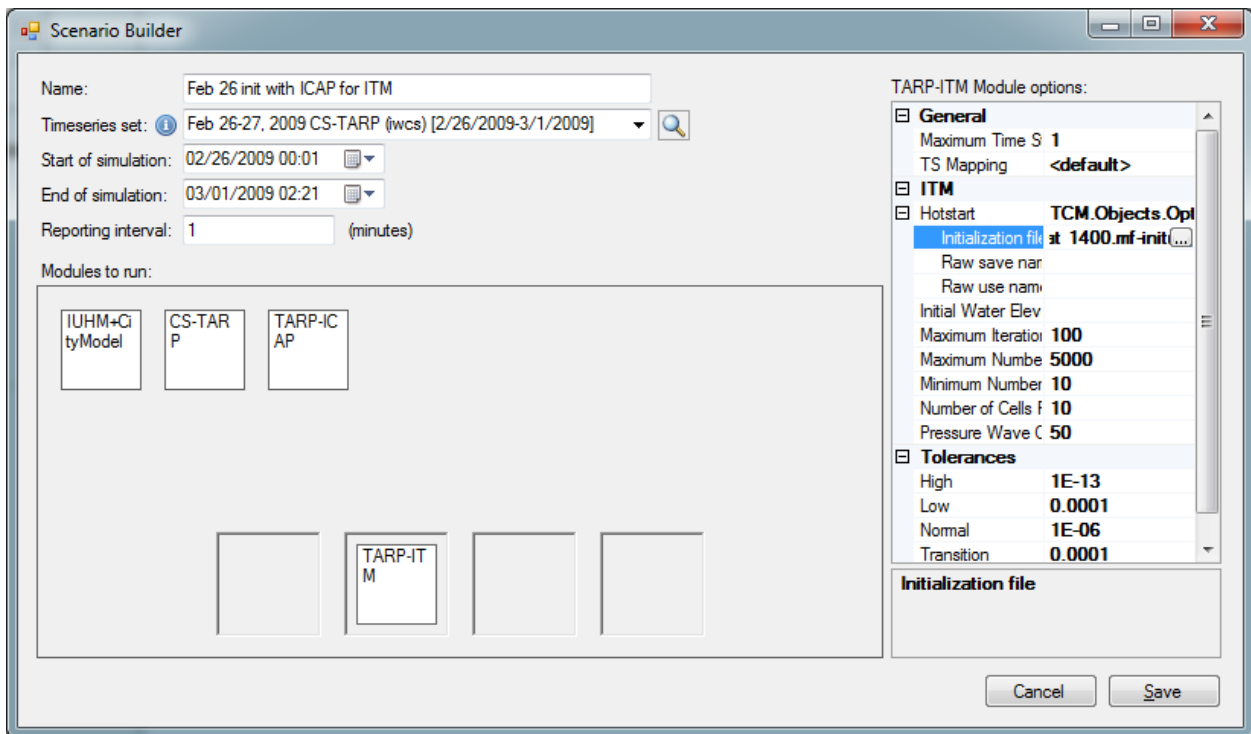 Scenario Builder
Name: Feb 26 init with ICAP for ITM
Timeseries set: Feb 26-27, 2009 CS-TARP (iwcs) [2/26/2009-3/1/2009]
Start of simulation: 02/26/2009 00:01
End of simulation: 03/01/2009 02:21
Reporting interval: 1 (minutes)
Modules to run:
IUHM+Ci
tyModel
CS-TAR
P
TARP-IC
AP
TARP-IT
M
TARP-ITM Module options:
General
Maximum Time S 1
TS Mapping <default>
ITM
Hotstart TCM.Objects.Opt
Initialization file at 1400.mf-init ...
Raw save nam
Raw use name
Initial Water Elev
Maximum Iteration 100
Maximum Numbe 5000
Minimum Number 10
Number of Cells F 10
Pressure Wave C 50
Tolerances
High 1E-13
Low 0.0001
Normal 1E-06
Transition 0.0001
Initialization file
Cancel Save